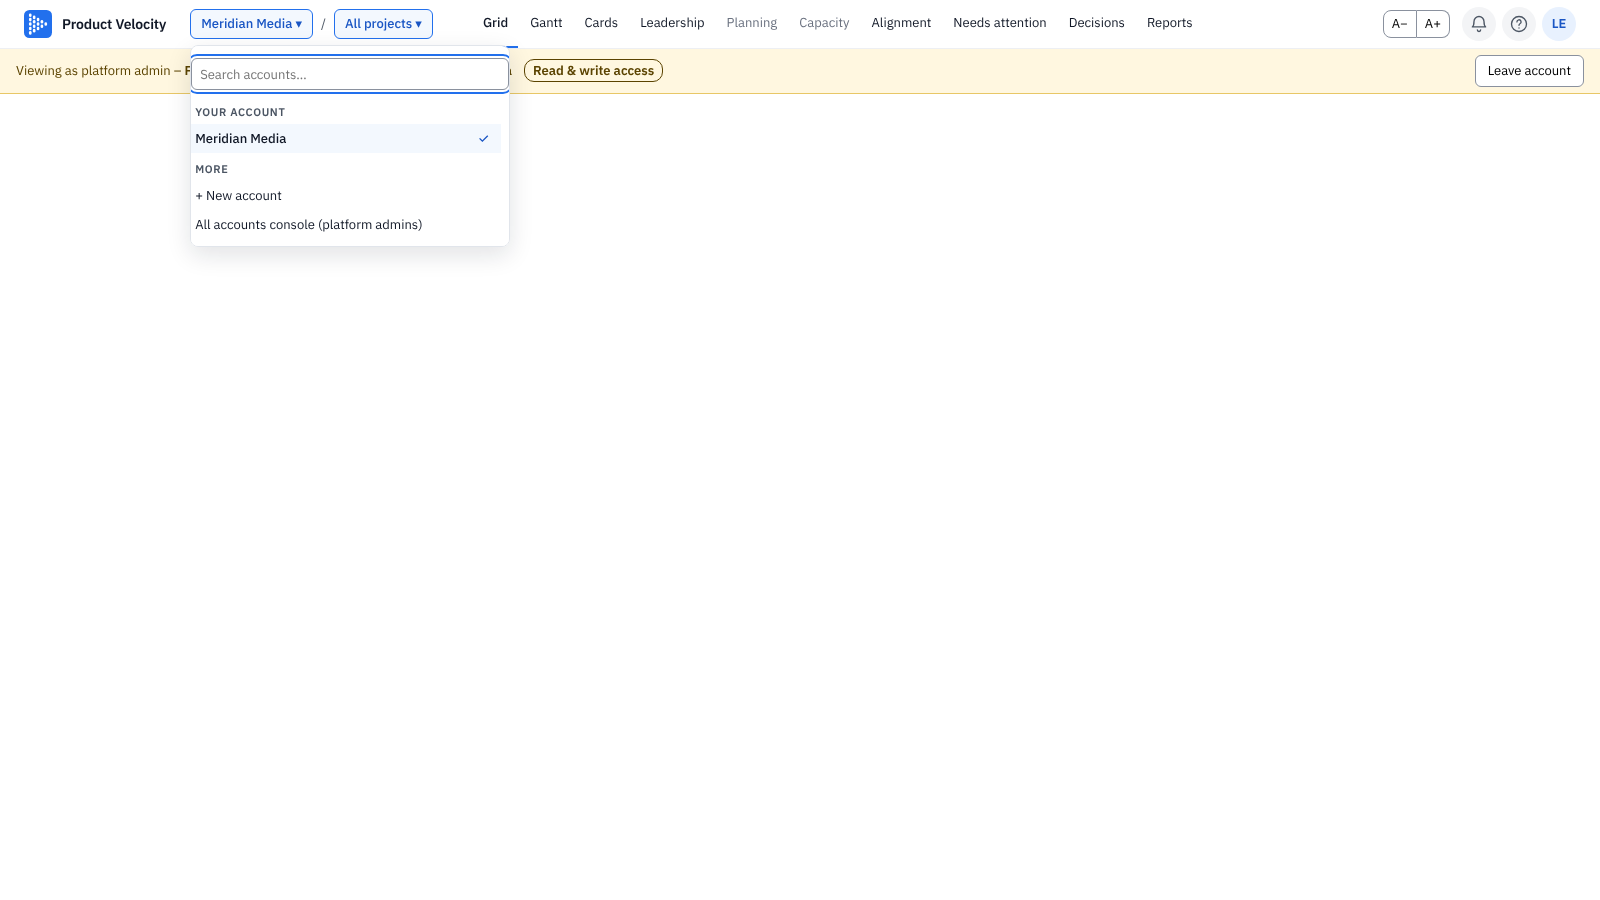 Product Velocity
Meridian Media ▾ / All projects ▾
Grid Gantt Cards Leadership Planning Capacity Alignment Needs attention Decisions Reports
A− A+
LE
Viewing as platform admin –
Read & write access
Leave account
Search accounts...
YOUR ACCOUNT
Meridian Media ✓
MORE
+ New account
All accounts console (platform admins)